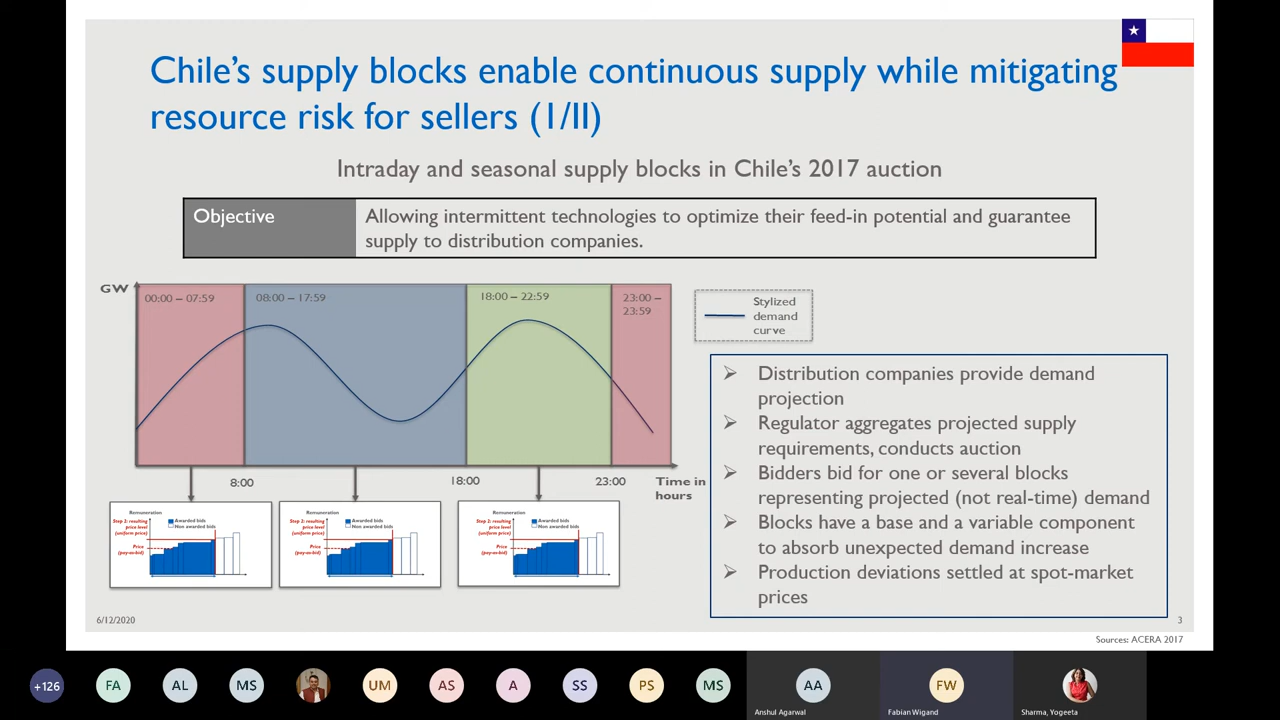 Chile's supply blocks enable continuous supply while mitigating
resource risk for sellers (1/II)
Intraday and seasonal supply blocks in Chile's 2017 auction
Objective
Allowing intermittent technologies to optimize their feed-in potential and guarantee
supply to distribution companies.
GW
00:00 – 07:59
08:00 – 17:59
18:00 – 22:59
23:00 –
23:59
Stylized
demand
curve
8:00
18:00
23:00
Time in
hours
Remuneration
Step 2: resulting
price level
(uniform price)
Price
(pay-as-bid)
Awarded bids
Non awarded bids
Remuneration
Step 2: resulting
price level
(uniform price)
Price
(pay-as-bid)
Awarded bids
Non awarded bids
Remuneration
Step 2: resulting
price level
(uniform price)
Price
(pay-as-bid)
Awarded bids
Non awarded bids
Distribution companies provide demand
projection
Regulator aggregates projected supply
requirements, conducts auction
Bidders bid for one or several blocks
representing projected (not real-time) demand
Blocks have a base and a variable component
to absorb unexpected demand increase
Production deviations settled at spot-market
prices
6/12/2020
3
Sources: ACERA 2017
+126
FA
AL
MS
UM
AS
A
SS
PS
MS
AA
Anshul Agarwal
FW
Fabian Wigand
Sharma, Yogeeta